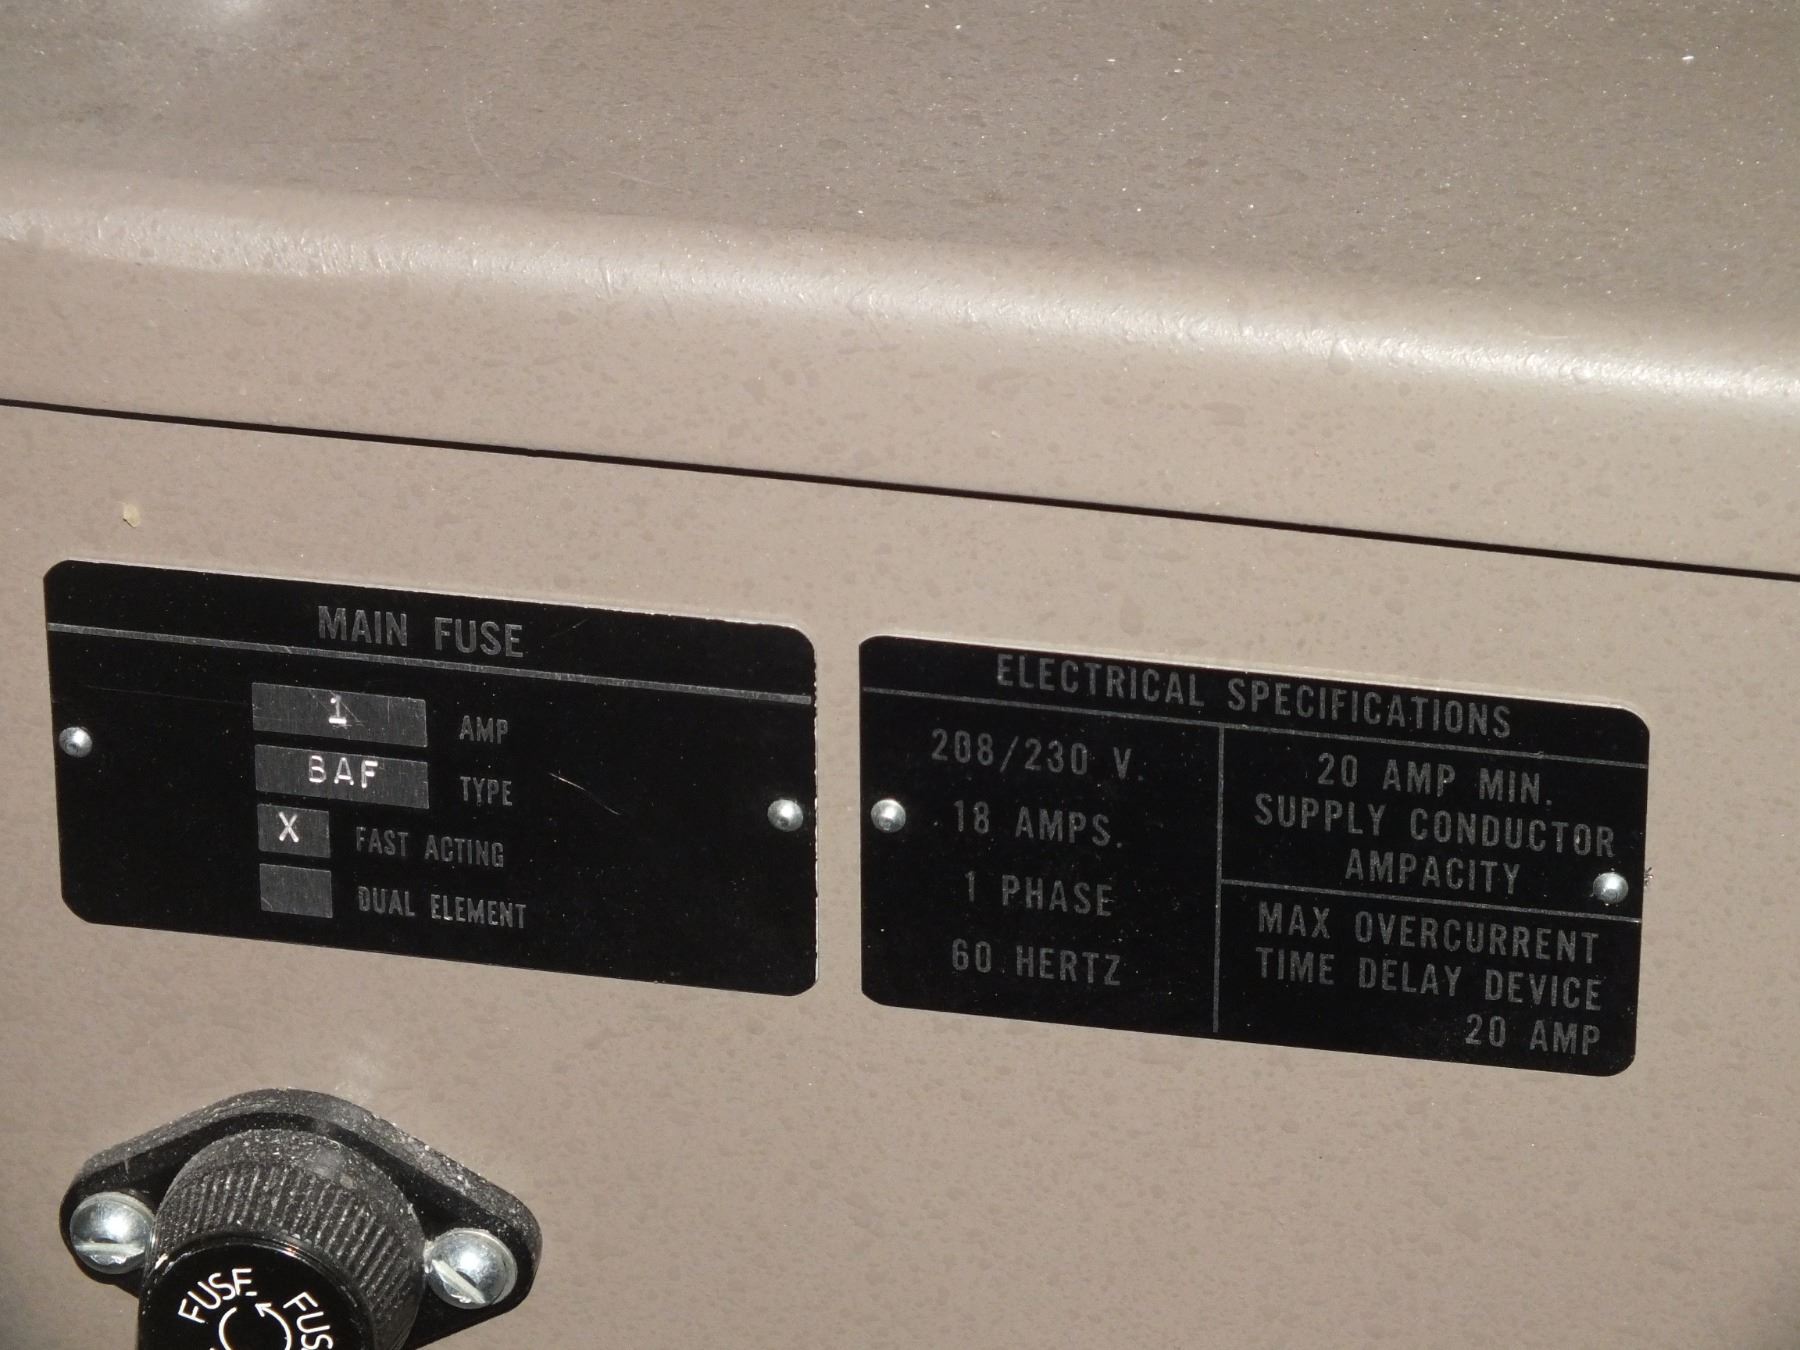 MAIN FUSE
1 AMP
BAF TYPE
X FAST ACTING
DUAL ELEMENT
ELECTRICAL SPECIFICATIONS
208/230 V.
18 AMPS.
1 PHASE
60 HERTZ
20 AMP MIN.
SUPPLY CONDUCTOR
AMPACITY
MAX OVERCURRENT
TIME DELAY DEVICE
20 AMP
FUSE FUSE